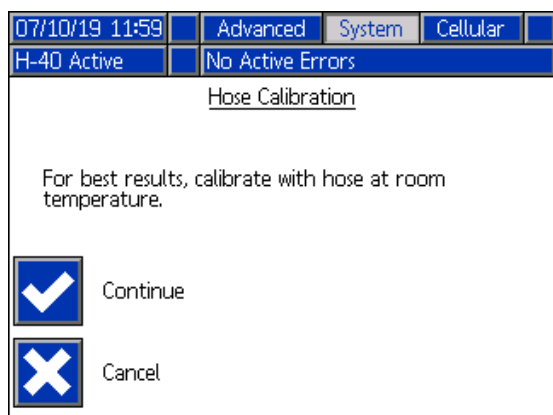 07/10/19 11:59 Advanced System Cellular
H-40 Active No Active Errors
Hose Calibration
For best results, calibrate with hose at room
temperature.
Continue
Cancel